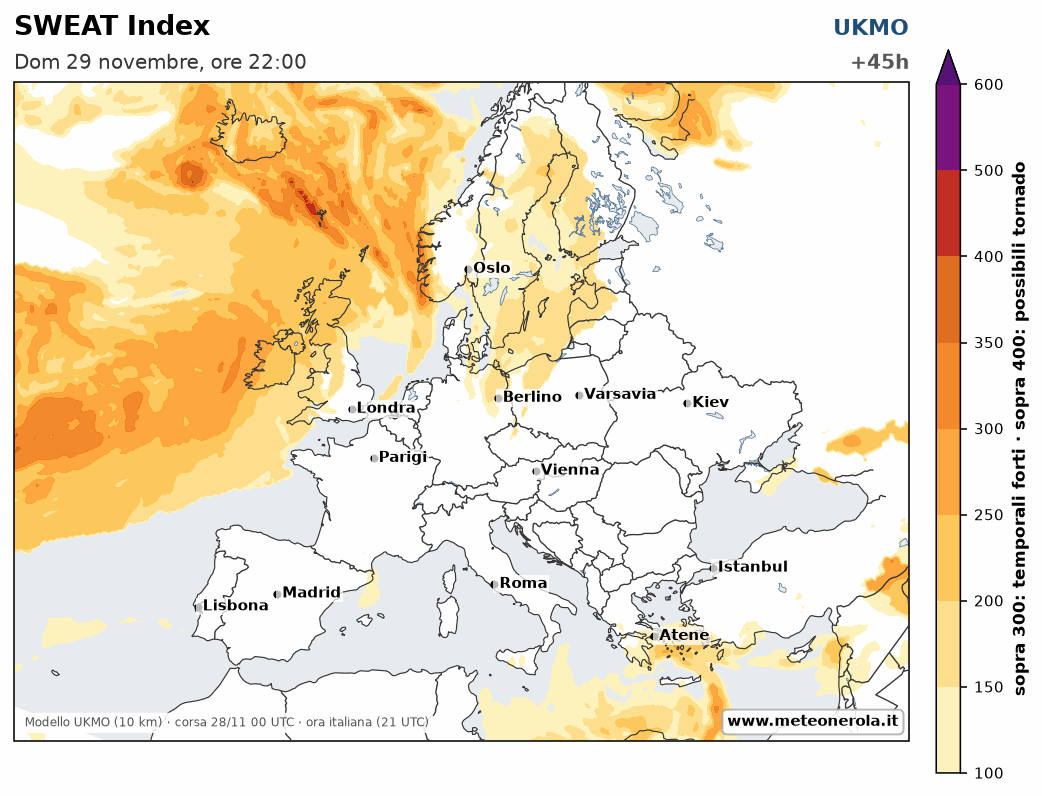 SWEAT Index
UKMO
Dom 29 novembre, ore 22:00
+45h
600
500
400
350
300
250
200
150
100
sopra 300: temporali forti · sopra 400: possibili tornado
Oslo
Berlino
Varsavia
Kiev
Londra
Parigi
Vienna
Istanbul
Roma
Madrid
Lisbona
Atene
Modello UKMO (10 km) · corsa 28/11 00 UTC · ora italiana (21 UTC)
www.meteonerola.it